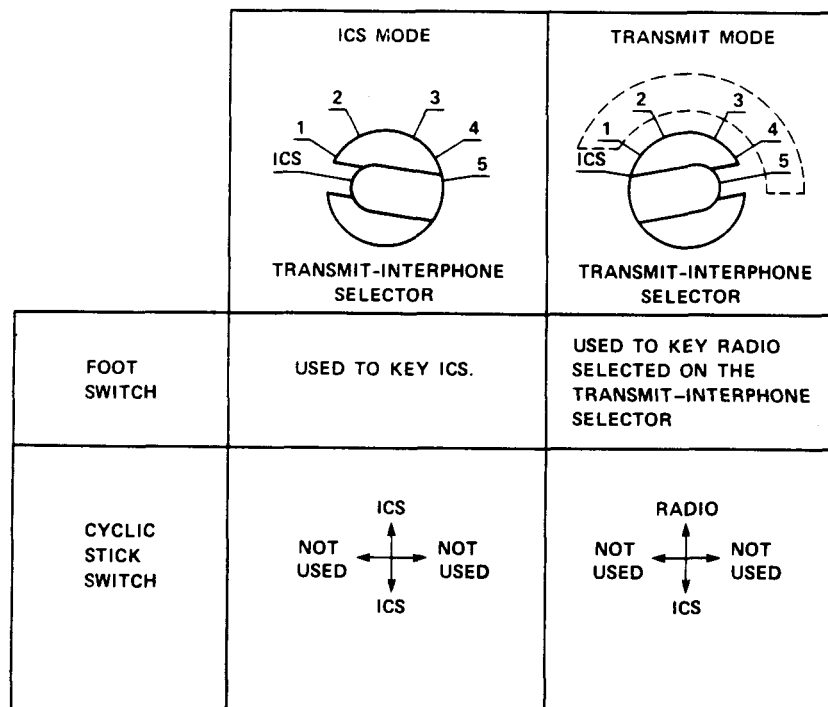 ICS MODE
1
2
3
4
5
ICS
TRANSMIT-INTERPHONE
SELECTOR
TRANSMIT MODE
1
2
3
4
5
ICS
TRANSMIT-INTERPHONE
SELECTOR
FOOT
SWITCH
USED TO KEY ICS.
USED TO KEY RADIO
SELECTED ON THE
TRANSMIT-INTERPHONE
SELECTOR
CYCLIC
STICK
SWITCH
ICS
NOT
USED
NOT
USED
ICS
RADIO
NOT
USED
NOT
USED
ICS